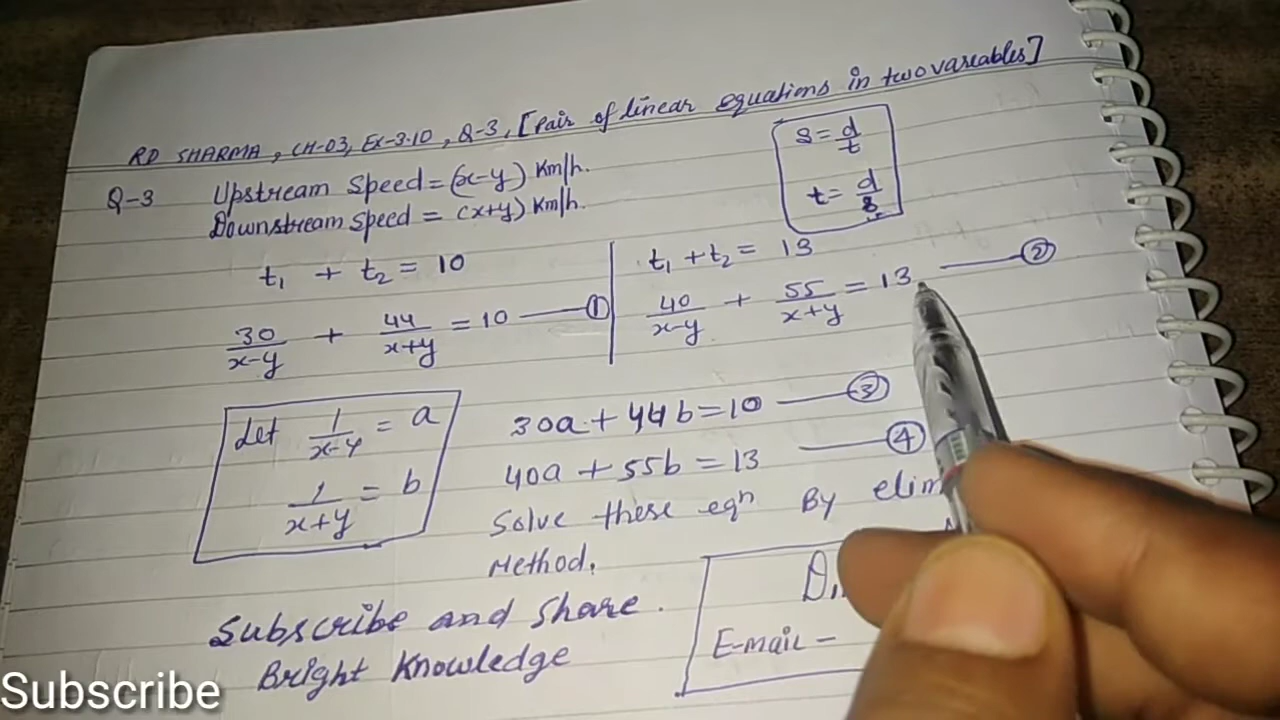 RD SHARMA, CH-03, Ex-3.10, Q-3, [Pair of linear equations in two variables]
Q-3 Upstream Speed = (x-y) Km/h.
Downstream Speed = (x+y) Km/h.
S = d/t
t = d/s
t₁ + t₂ = 10
30/(x-y) + 44/(x+y) = 10 — ①
t₁ + t₂ = 13
40/(x-y) + 55/(x+y) = 13 — ②
Let 1/(x-y) = a
1/(x+y) = b
30a + 44b = 10 — ③
40a + 55b = 13 — ④
Solve these eqⁿ By elim
Method.
Subscribe and Share.
Bright Knowledge
E-mail -
Subscribe